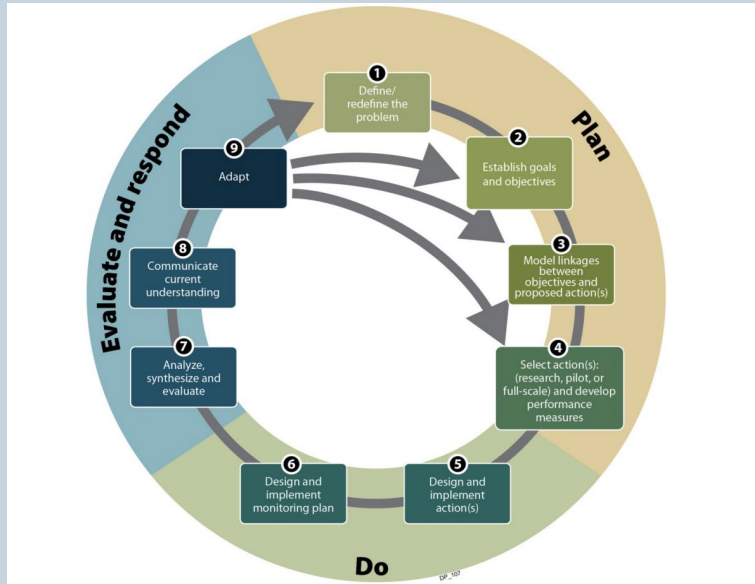 Plan
1
Define/
redefine the
problem
2
Establish goals
and objectives
3
Model linkages
between
objectives and
proposed action(s)
4
Select action(s):
(research, pilot, or
full-scale) and develop
performance
measures
Do
5
Design and
implement
action(s)
6
Design and
implement
monitoring plan
Evaluate and respond
7
Analyze,
synthesize and
evaluate
8
Communicate
current
understanding
9
Adapt
DP_107